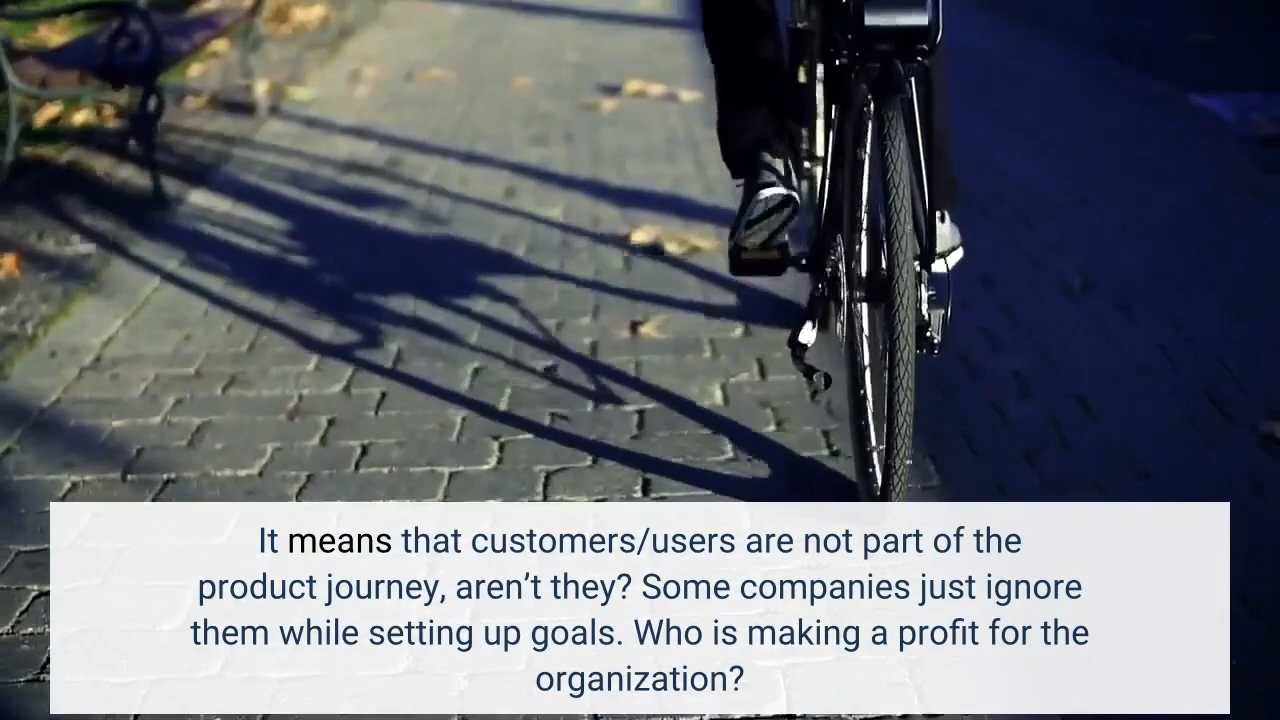 It means that customers/users are not part of the
product journey, aren’t they? Some companies just ignore
them while setting up goals. Who is making a profit for the
organization?